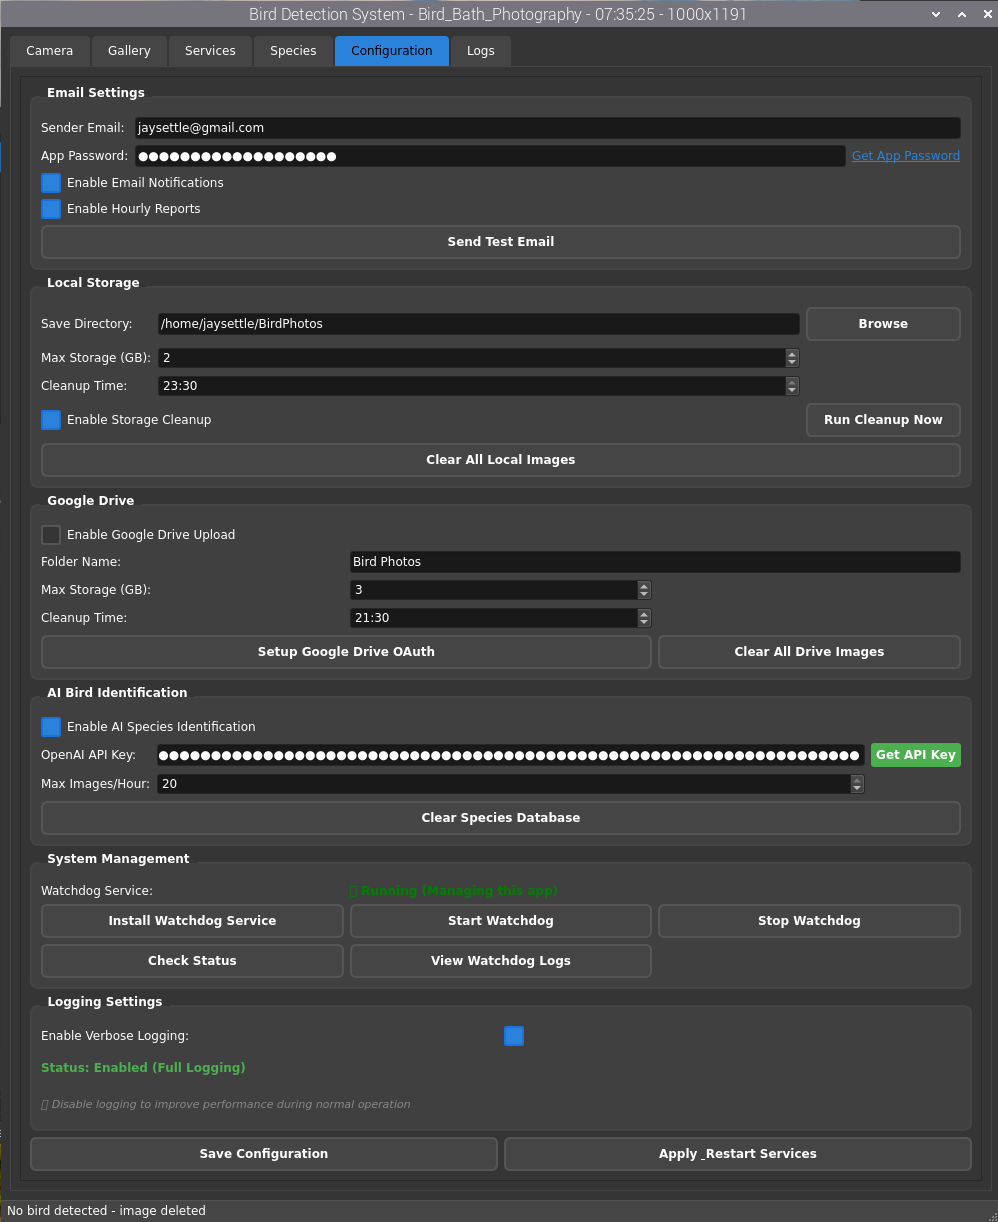 Bird Detection System - Bird_Bath_Photography - 07:35:25 - 1000x1191
Camera Gallery Services Species Configuration Logs
Email Settings
Sender Email: jaysettle@gmail.com
App Password: ●●●●●●●●●●●●●●●●●●● Get App Password
Enable Email Notifications
Enable Hourly Reports
Send Test Email
Local Storage
Save Directory: /home/jaysettle/BirdPhotos Browse
Max Storage (GB): 2
Cleanup Time: 23:30
Enable Storage Cleanup Run Cleanup Now
Clear All Local Images
Google Drive
Enable Google Drive Upload
Folder Name: Bird Photos
Max Storage (GB): 3
Cleanup Time: 21:30
Setup Google Drive OAuth Clear All Drive Images
AI Bird Identification
Enable AI Species Identification
OpenAI API Key: ●●●●●●●●●●●●●●●●●●●●●●●●●●●●●●●●●●●●●●●●●●●●●●●●●●●●●●●●●●●●●●●●●●● Get API Key
Max Images/Hour: 20
Clear Species Database
System Management
Watchdog Service: Running (Managing this app)
Install Watchdog Service Start Watchdog Stop Watchdog
Check Status View Watchdog Logs
Logging Settings
Enable Verbose Logging:
Status: Enabled (Full Logging)
Disable logging to improve performance during normal operation
Save Configuration Apply _Restart Services
No bird detected - image deleted